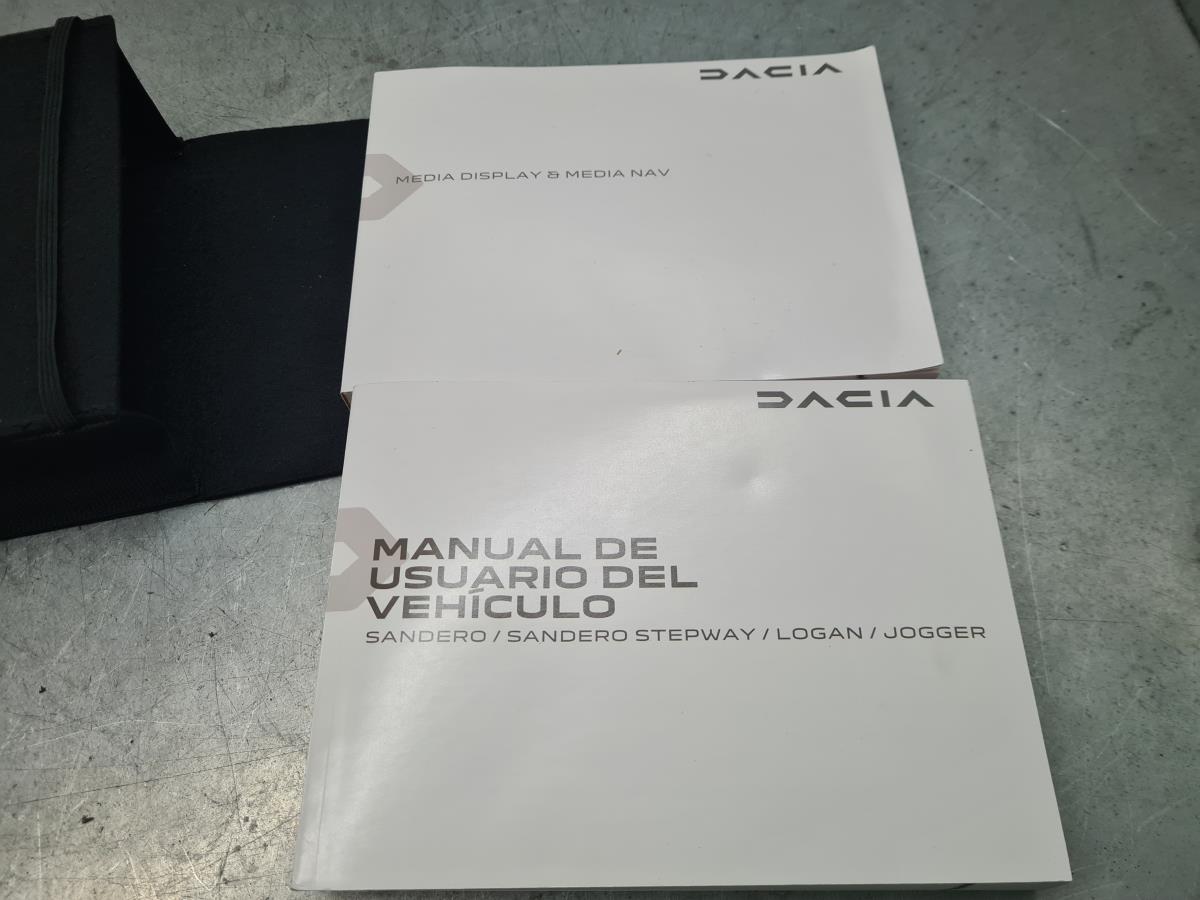 DACIA
MEDIA DISPLAY & MEDIA NAV
DACIA
MANUAL DE
USUARIO DEL
VEHÍCULO
SANDERO / SANDERO STEPWAY / LOGAN / JOGGER